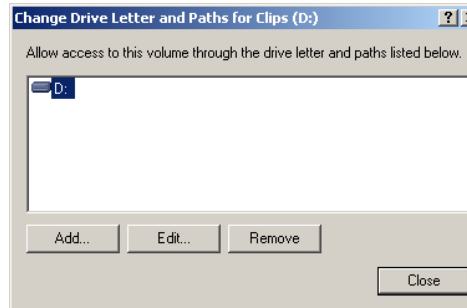 Change Drive Letter and Paths for Clips (D:)
?
Allow access to this volume through the drive letter and paths listed below.
D:
Add... Edit... Remove
Close